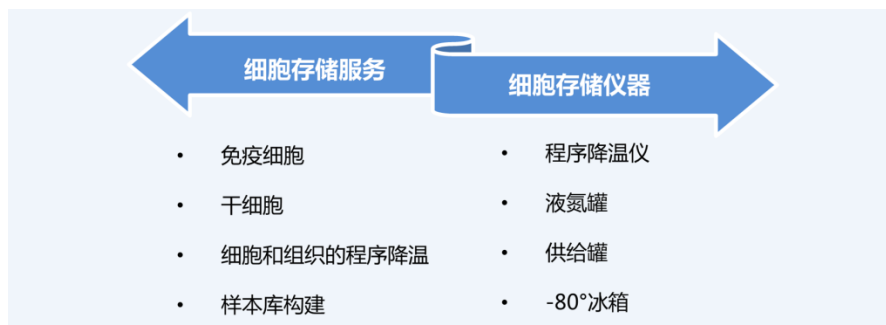 细胞存储服务
细胞存储仪器
• 免疫细胞
• 干细胞
• 细胞和组织的程序降温
• 样本库构建
• 程序降温仪
• 液氮罐
• 供给罐
• -80°冰箱